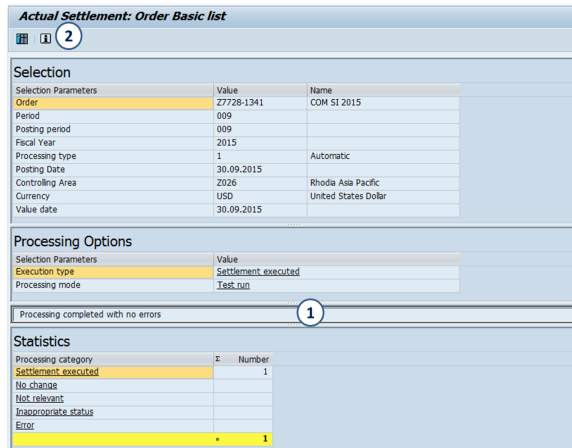 Actual Settlement: Order Basic list
2
Selection
Selection Parameters Value Name
Order Z7728-1341 COM SI 2015
Period 009
Posting period 009
Fiscal Year 2015
Processing type 1 Automatic
Posting Date 30.09.2015
Controlling Area Z026 Rhodia Asia Pacific
Currency USD United States Dollar
Value date 30.09.2015
Processing Options
Selection Parameters Value
Execution type Settlement executed
Processing mode Test run
Processing completed with no errors 1
Statistics
Processing category Σ Number
Settlement executed 1
No change
Not relevant
Inappropriate status
Error
1